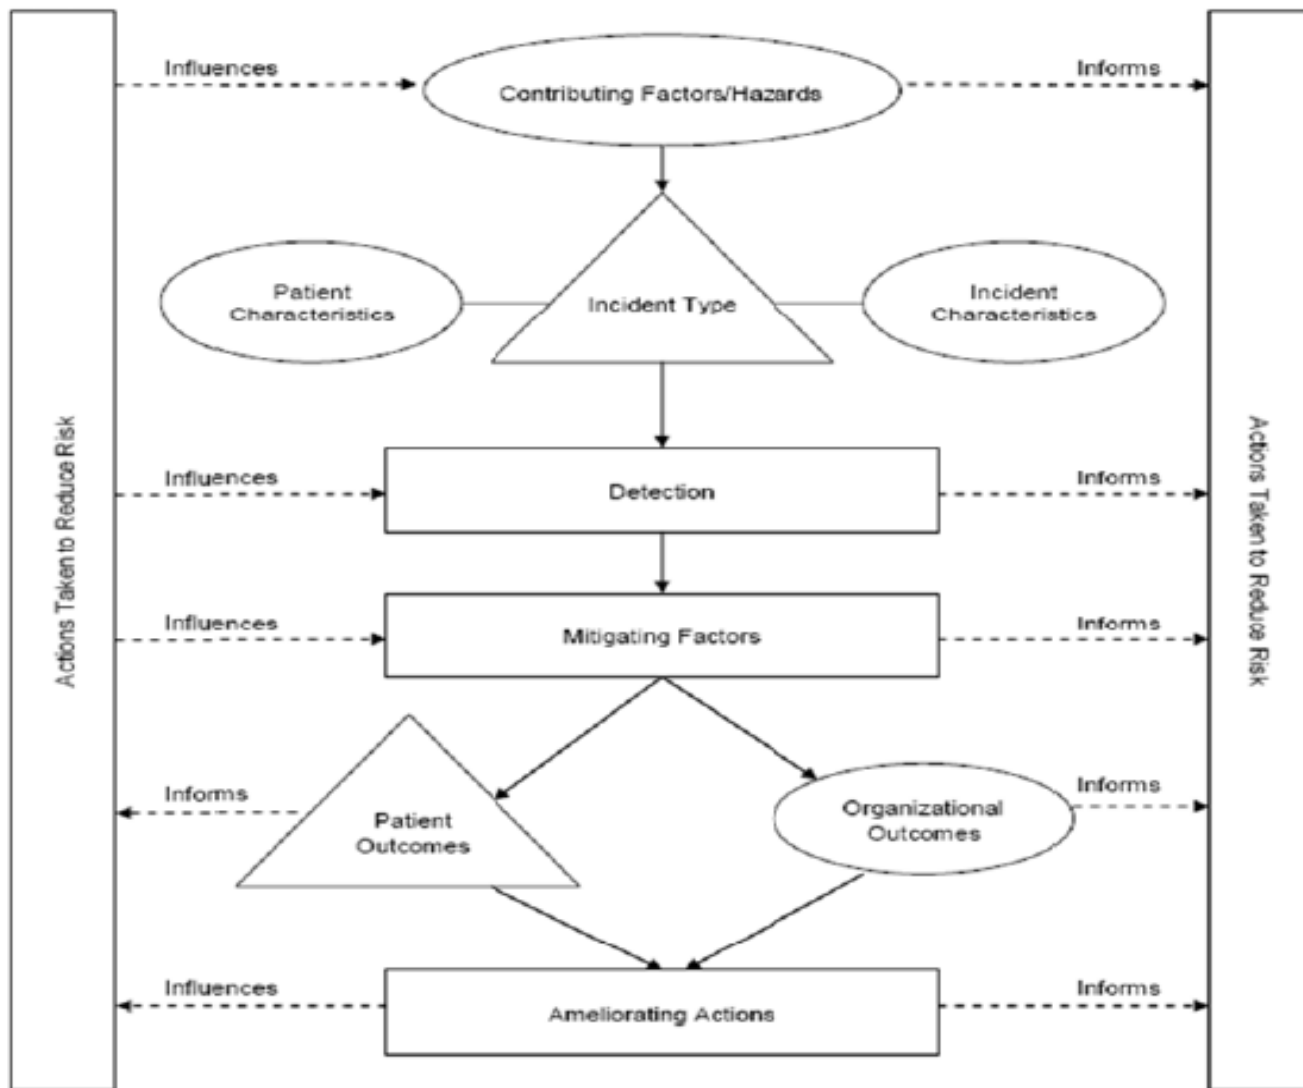 Influences
Informs
Contributing Factors/Hazards
Patient
Characteristics
Incident Type
Incident
Characteristics
Actions Taken to Reduce Risk
Actions Taken to Reduce Risk
Influences
Informs
Detection
Influences
Informs
Mitigating Factors
Informs
Informs
Patient
Outcomes
Organizational
Outcomes
Influences
Informs
Ameliorating Actions